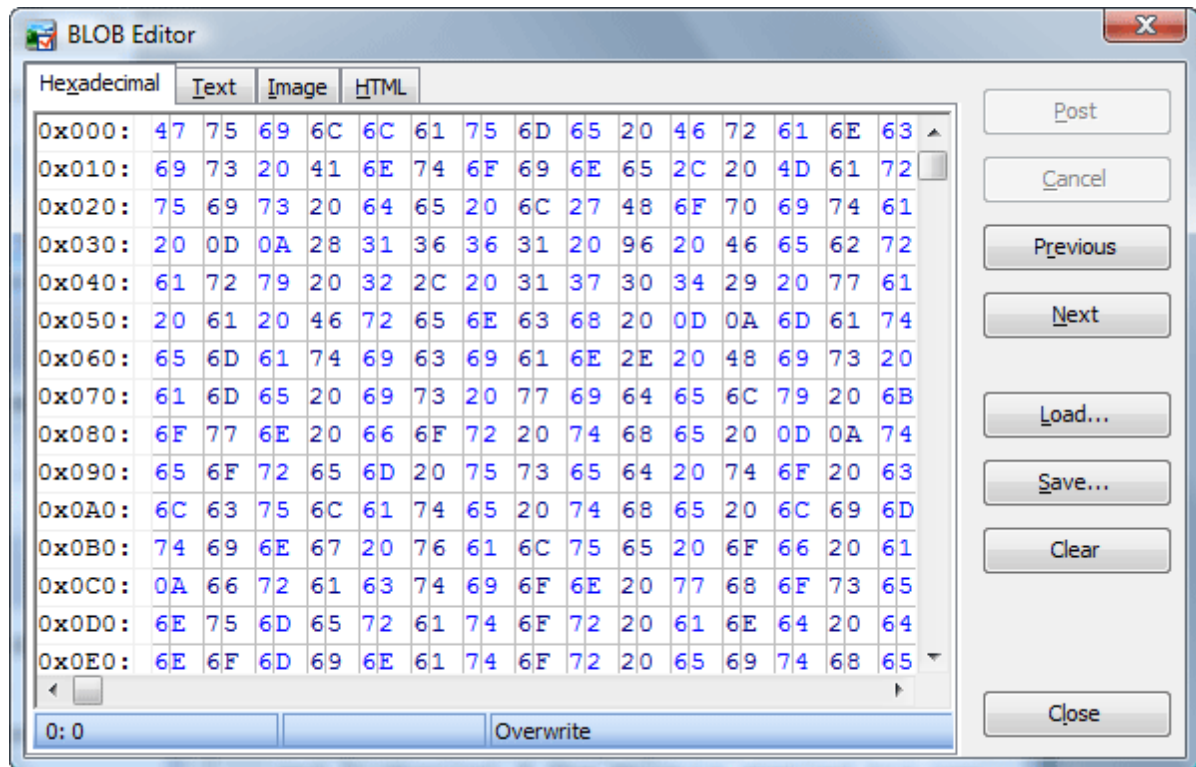 BLOB Editor
Hexadecimal Text Image HTML
0x000: 47 75 69 6C 6C 61 75 6D 65 20 46 72 61 6E 63
0x010: 69 73 20 41 6E 74 6F 69 6E 65 2C 20 4D 61 72
0x020: 75 69 73 20 64 65 20 6C 27 48 6F 70 69 74 61
0x030: 20 0D 0A 28 31 36 36 31 20 96 20 46 65 62 72
0x040: 61 72 79 20 32 2C 20 31 37 30 34 29 20 77 61
0x050: 20 61 20 46 72 65 6E 63 68 20 0D 0A 6D 61 74
0x060: 65 6D 61 74 69 63 69 61 6E 2E 20 48 69 73 20
0x070: 61 6D 65 20 69 73 20 77 69 64 65 6C 79 20 6B
0x080: 6F 77 6E 20 66 6F 72 20 74 68 65 20 0D 0A 74
0x090: 65 6F 72 65 6D 20 75 73 65 64 20 74 6F 20 63
0x0A0: 6C 63 75 6C 61 74 65 20 74 68 65 20 6C 69 6D
0x0B0: 74 69 6E 67 20 76 61 6C 75 65 20 6F 66 20 61
0x0C0: 0A 66 72 61 63 74 69 6F 6E 20 77 68 6F 73 65
0x0D0: 6E 75 6D 65 72 61 74 6F 72 20 61 6E 64 20 64
0x0E0: 6E 6F 6D 69 6E 61 74 6F 72 20 65 69 74 68 65
0: 0 Overwrite
Post
Cancel
Previous
Next
Load...
Save...
Clear
Close